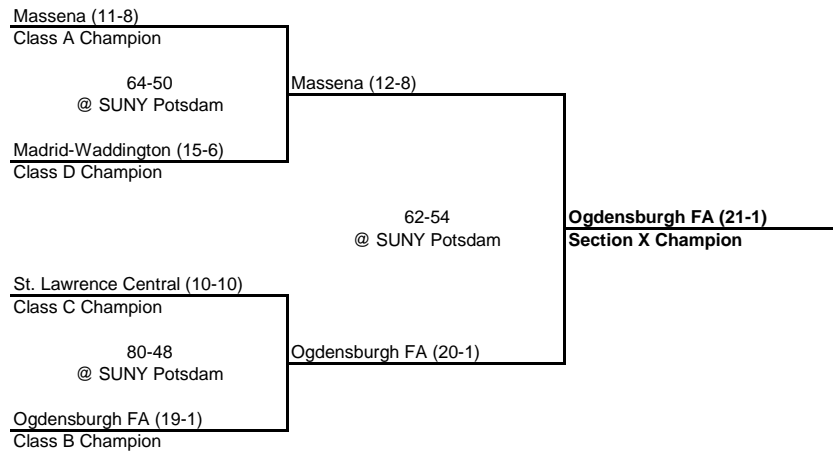 Massena (11-8)
Class A Champion
64-50
@ SUNY Potsdam
Massena (12-8)
Madrid-Waddington (15-6)
Class D Champion
62-54
@ SUNY Potsdam
Ogdensburgh FA (21-1)
Section X Champion
St. Lawrence Central (10-10)
Class C Champion
80-48
@ SUNY Potsdam
Ogdensburgh FA (20-1)
Ogdensburgh FA (19-1)
Class B Champion